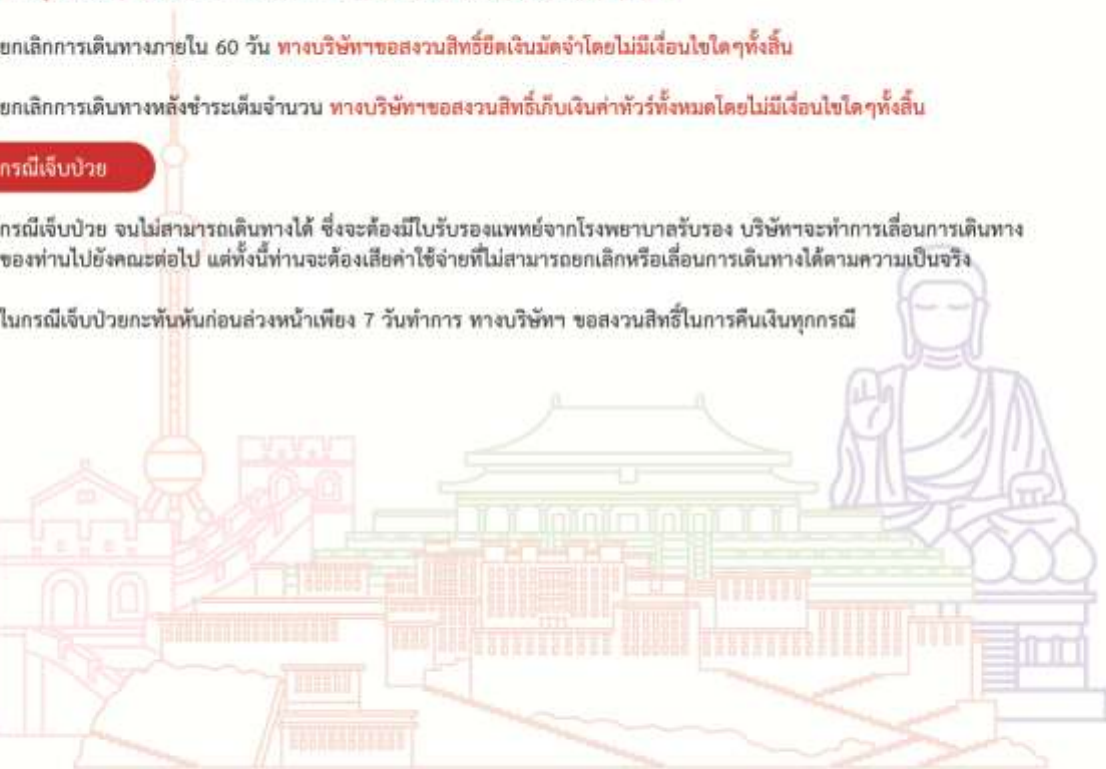 ยกเลิกการเดินทางภายใน 60 วัน ทางบริษัทฯขอสงวนสิทธิ์ยึดเงินมัดจำโดยไม่มีเงื่อนไขใดๆทั้งสิ้น
ยกเลิกการเดินทางหลังชำระเต็มจำนวน ทางบริษัทฯขอสงวนสิทธิ์เก็บเงินค่าทัวร์ทั้งหมดโดยไม่มีเงื่อนไขใดๆทั้งสิ้น
กรณีเจ็บป่วย
กรณีเจ็บป่วย จนไม่สามารถเดินทางได้ ซึ่งจะต้องมีใบรับรองแพทย์จากโรงพยาบาลรับรอง บริษัทฯจะทำการเลื่อนการเดินทาง
ของท่านไปยังคณะต่อไป แต่ทั้งนี้ท่านจะต้องเสียค่าใช้จ่ายที่ไม่สามารถยกเลิกหรือเลื่อนการเดินทางได้ตามความเป็นจริง
ในกรณีเจ็บป่วยกะทันหันก่อนล่วงหน้าเพียง 7 วันทำการ ทางบริษัทฯ ขอสงวนสิทธิ์ในการคืนเงินทุกกรณี